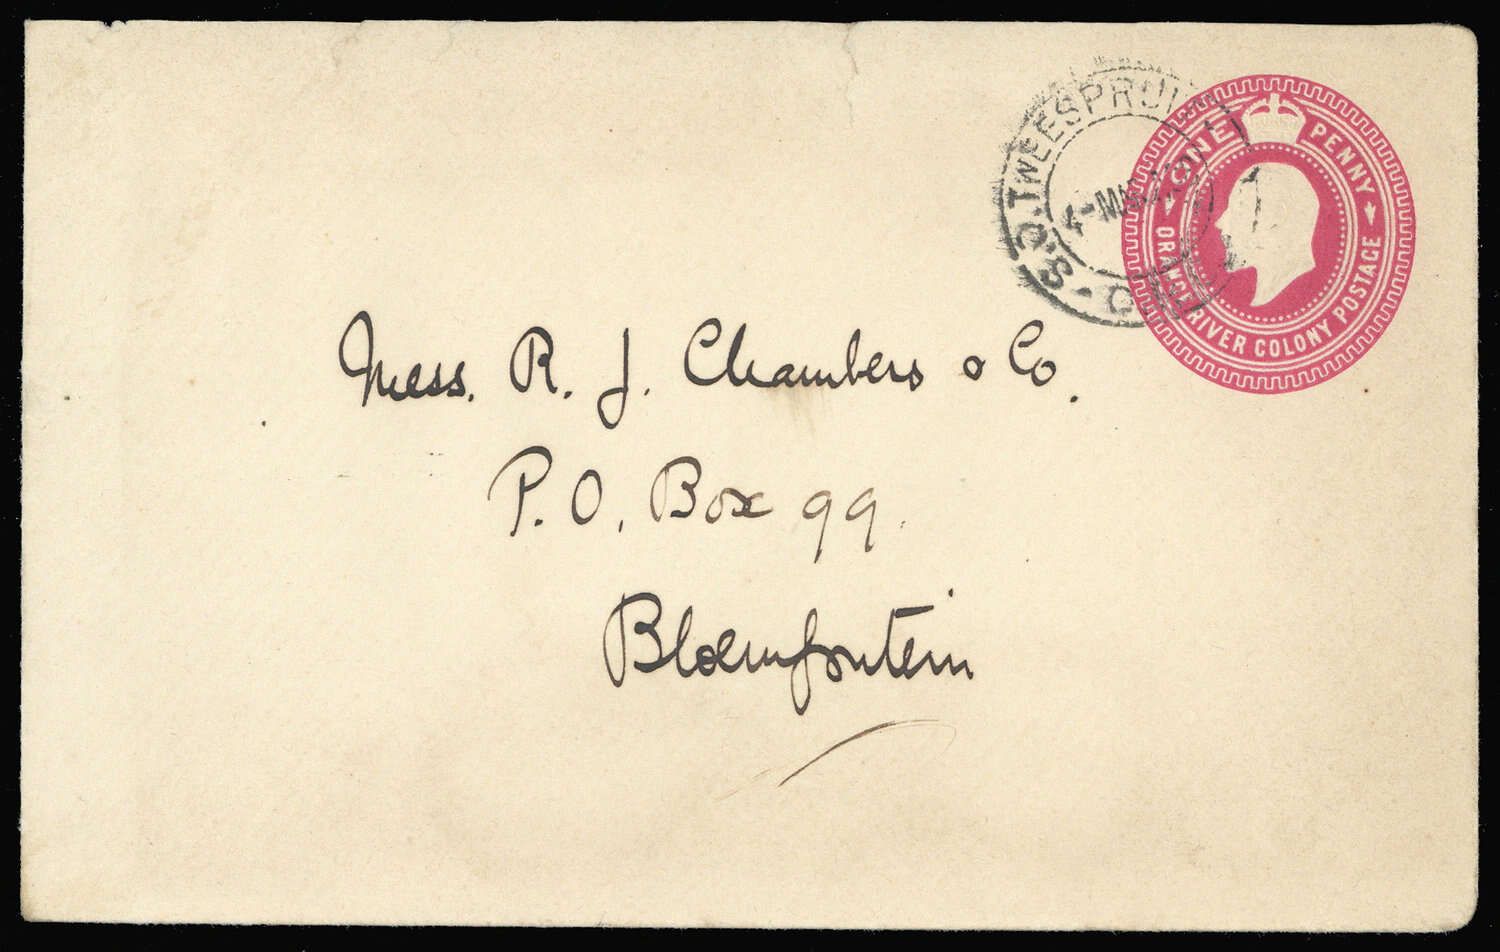 ONE PENNY
ORANGE RIVER COLONY POSTAGE
S.O. TWEESPRUIT
Mess. R. J. Chambers & Co.
P. O. Box 99.
Bloemfontein